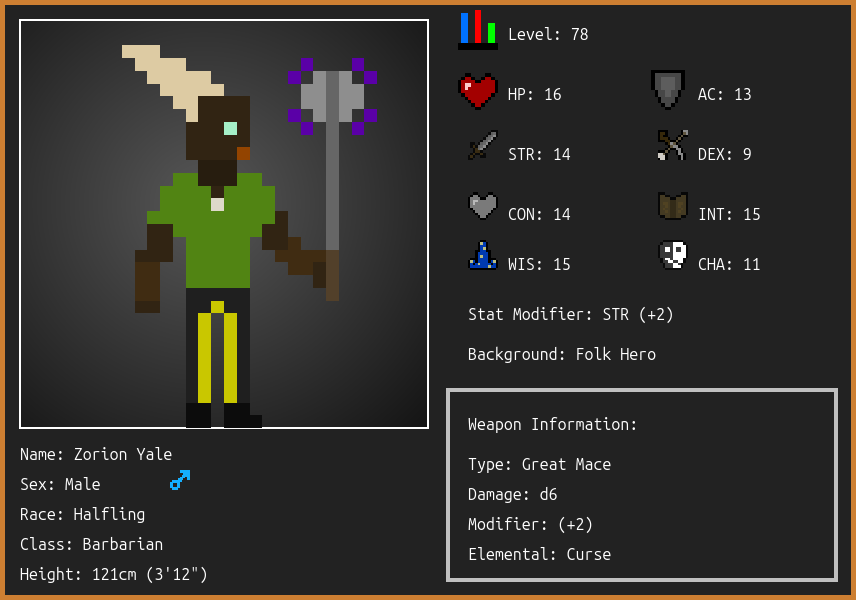 Level: 78
HP: 16
AC: 13
STR: 14
DEX: 9
CON: 14
INT: 15
WIS: 15
CHA: 11
Stat Modifier: STR (+2)
Background: Folk Hero
Weapon Information:
Type: Great Mace
Damage: d6
Modifier: (+2)
Elemental: Curse
Name: Zorion Yale
Sex: Male
Race: Halfling
Class: Barbarian
Height: 121cm (3'12")